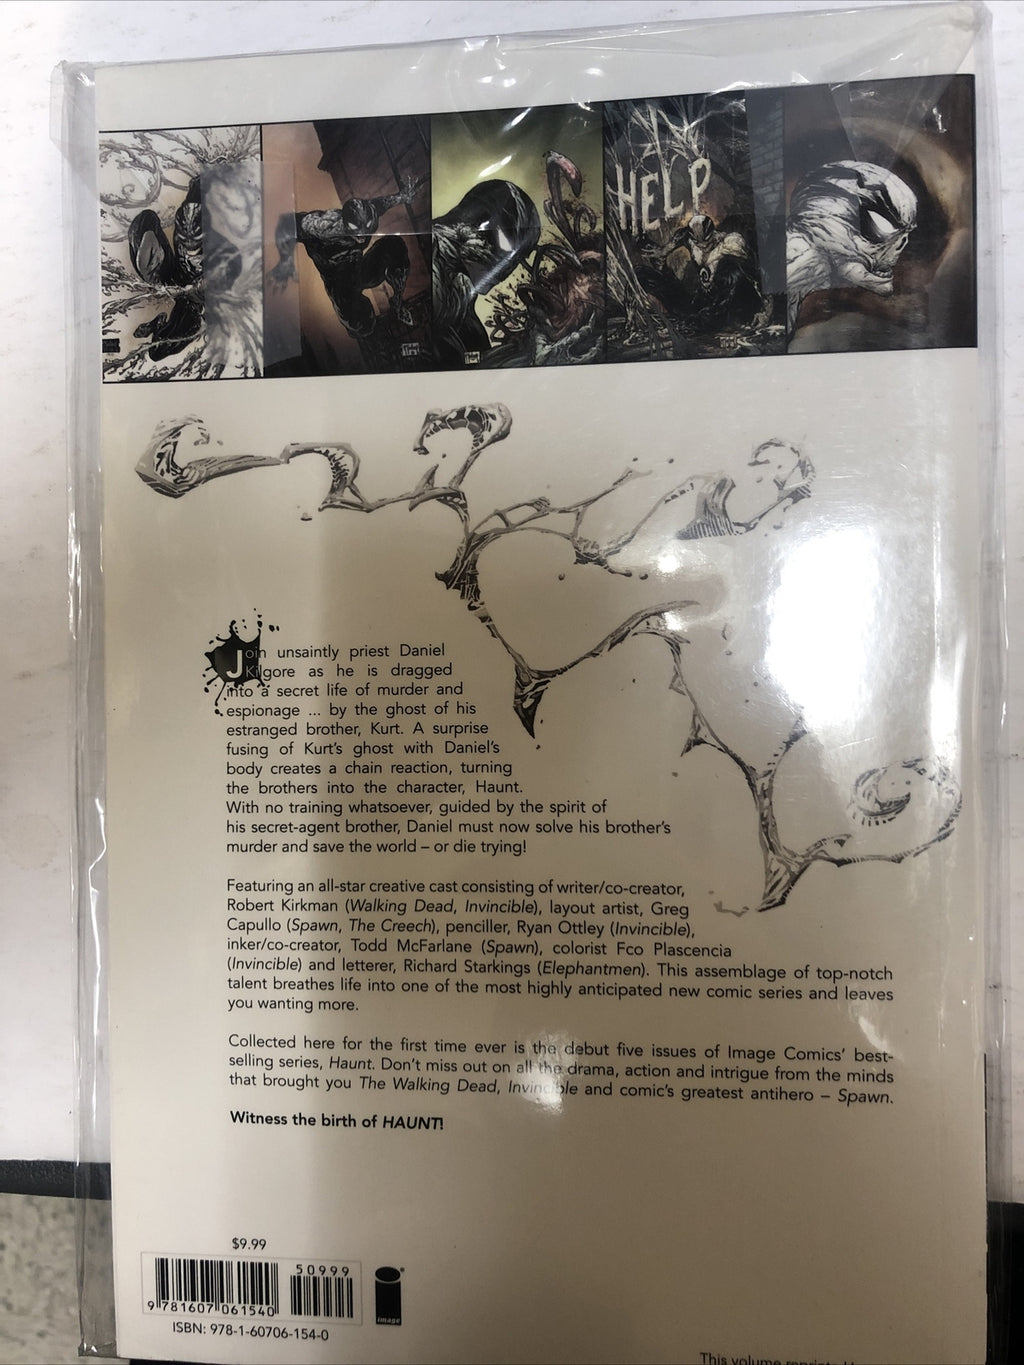 HELP
Join unsaintly priest Daniel
Kilgore as he is dragged
into a secret life of murder and
espionage ... by the ghost of his
estranged brother, Kurt. A surprise
fusing of Kurt's ghost with Daniel's
body creates a chain reaction, turning
the brothers into the character, Haunt.
With no training whatsoever, guided by the spirit of
his secret-agent brother, Daniel must now solve his brother's
murder and save the world – or die trying!
Featuring an all-star creative cast consisting of writer/co-creator,
Robert Kirkman (Walking Dead, Invincible), layout artist, Greg
Capullo (Spawn, The Creech), penciller, Ryan Ottley (Invincible),
inker/co-creator, Todd McFarlane (Spawn), colorist Fco Plascencia
(Invincible) and letterer, Richard Starkings (Elephantmen). This assemblage of top-notch
talent breathes life into one of the most highly anticipated new comic series and leaves
you wanting more.
Collected here for the first time ever is the debut five issues of Image Comics' best-
selling series, Haunt. Don't miss out on all the drama, action and intrigue from the minds
that brought you The Walking Dead, Invincible and comic's greatest antihero – Spawn.
Witness the birth of HAUNT!
$9.99
50999
9 781607 061540
image
ISBN: 978-1-60706-154-0
This volume reprints